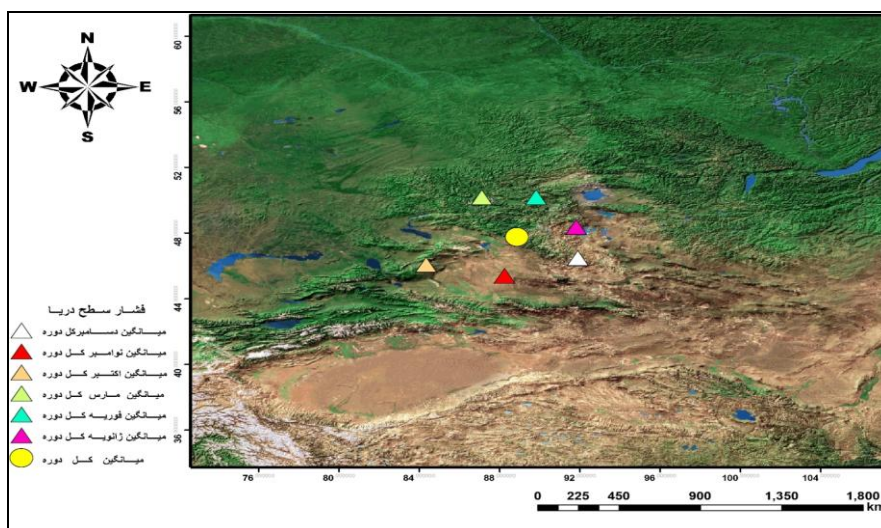 N
W E
S
60
56
52
48
44
40
36
فشار سطح دریا
میانگین دسامبرکل دوره
میانگین نوامبر کل دوره
میانگین اکتبر کل دوره
میانگین مارس کل دوره
میانگین فوریه کل دوره
میانگین ژانویه کل دوره
میانگین کل دوره
76 80 84 88 92 96 100 104
0 225 450 900 1,350 1,800
km